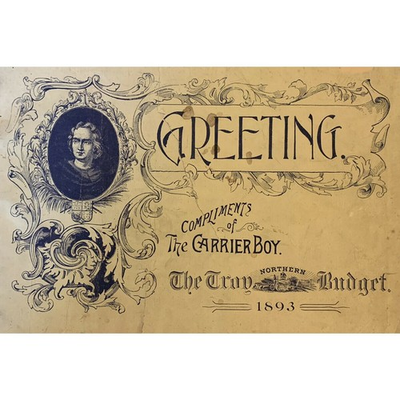 GREETING.
COMPLIMENTS
of
THE CARRIER BOY.
The Troy NORTHERN Budget.
1893